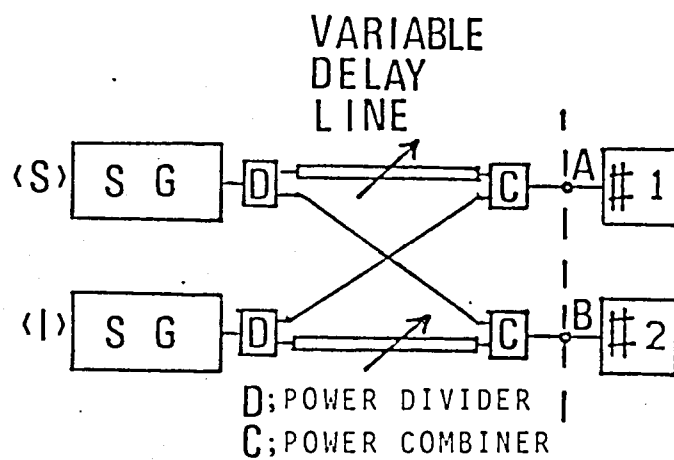 VARIABLE
DELAY
LINE
⟨S⟩ S G D C A #1
⟨I⟩ S G D C B #2
D; POWER DIVIDER
C; POWER COMBINER